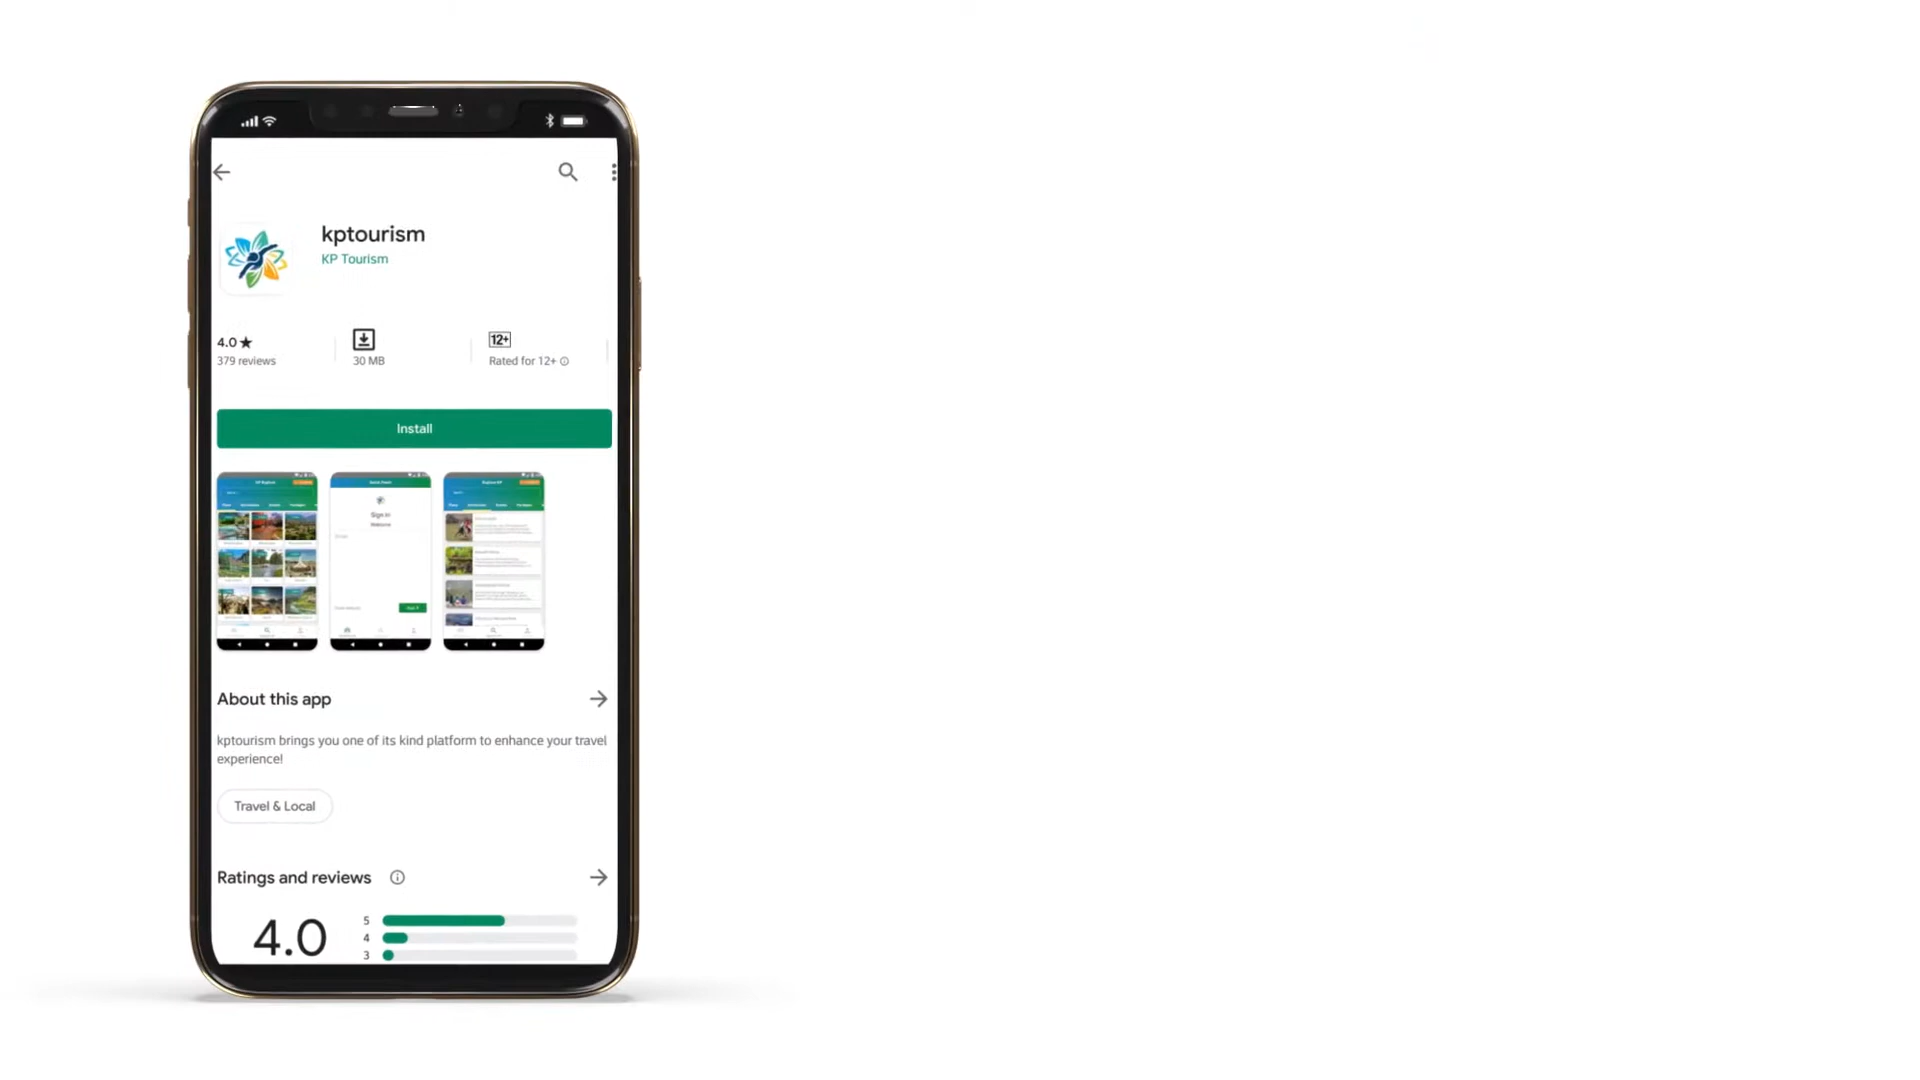 kptourism
KP Tourism
4.0★
379 reviews
30 MB
12+
Rated for 12+
Install
Sign In
About this app
kptourism brings you one of its kind platform to enhance your travel
experience!
Travel & Local
Ratings and reviews
4.0
5
4
3